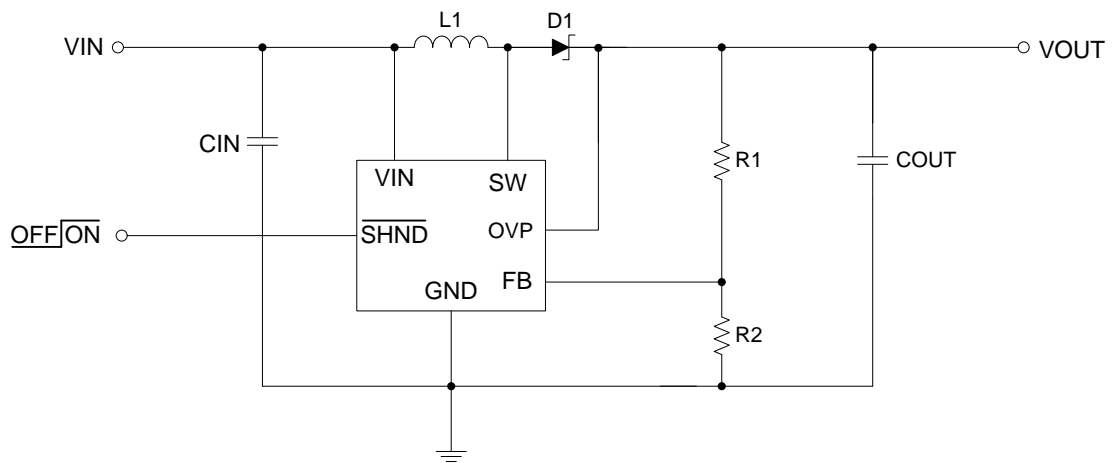 L1
D1
VIN
VOUT
CIN
R1
COUT
VIN
SW
OFF ON
SHND
OVP
FB
GND
R2